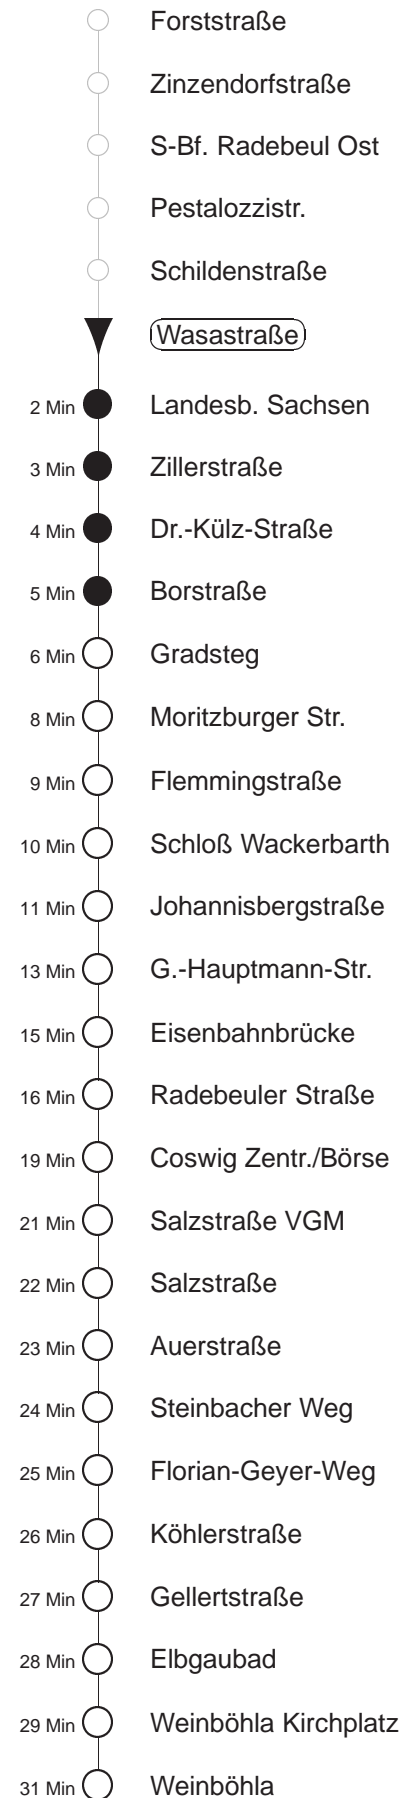 Forststraße
Zinzendorfstraße
S-Bf. Radebeul Ost
Pestalozzistr.
Schildenstraße
Wasastraße
2 Min Landesb. Sachsen
3 Min Zillerstraße
4 Min Dr.-Külz-Straße
5 Min Borstraße
6 Min Gradsteg
8 Min Moritzburger Str.
9 Min Flemmingstraße
10 Min Schloß Wackerbarth
11 Min Johannisbergstraße
13 Min G.-Hauptmann-Str.
15 Min Eisenbahnbrücke
16 Min Radebeuler Straße
19 Min Coswig Zentr./Börse
21 Min Salzstraße VGM
22 Min Salzstraße
23 Min Auerstraße
24 Min Steinbacher Weg
25 Min Florian-Geyer-Weg
26 Min Köhlerstraße
27 Min Gellertstraße
28 Min Elbgaubad
29 Min Weinböhla Kirchplatz
31 Min Weinböhla